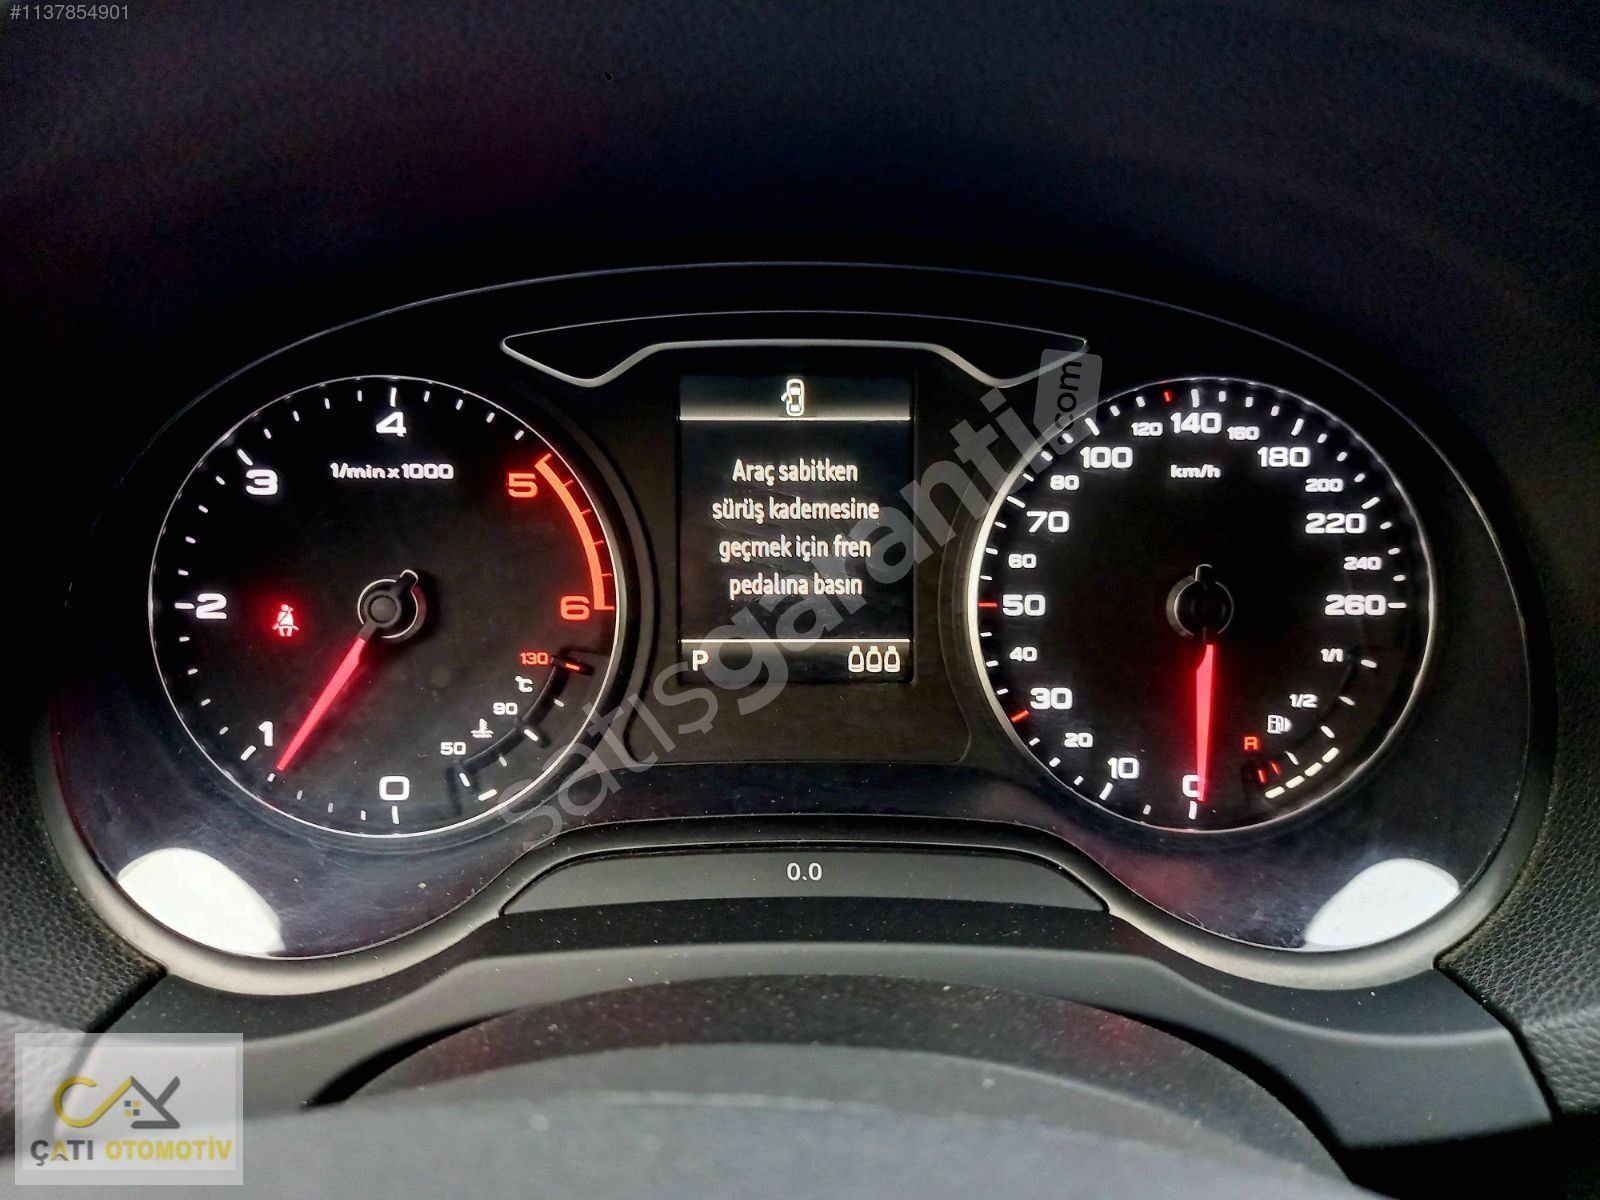 #1137854901
4
3
5
1/min x 1000
2
6
130
°C
90
50
1
0
Araç sabitken
sürüş kademesine
geçmek için fren
pedalına basın
P
120
140
160
100
180
km/h
80
200
70
220
60
240
50
260
40
1/1
30
1/2
20
R
10
0
0.0
satışgaranti.com
ÇATI OTOMOTİV